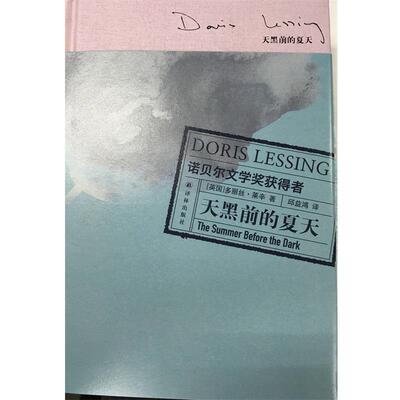 Doris Lessing
天黑前的夏天
DORIS LESSING
诺贝尔文学奖获得者
[英国]多丽丝·莱辛 著 邱益鸿 译
译林出版社
天黑前的夏天
The Summer Before the Dark